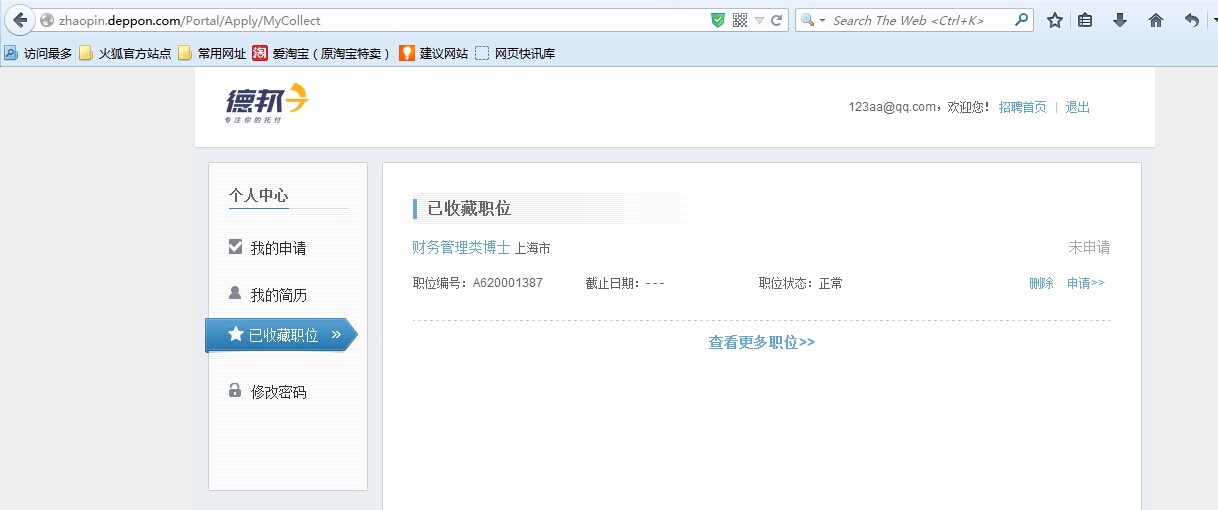 zhaopin.deppon.com/Portal/Apply/MyCollect
Search The Web <Ctrl+K>
访问最多 火狐官方站点 常用网址 爱淘宝（原淘宝特卖） 建议网站 网页快讯库
德邦
专注你的托付
123aa@qq.com，欢迎您！ 招聘首页 | 退出
个人中心
我的申请
我的简历
已收藏职位 »
修改密码
已收藏职位
财务管理类博士 上海市 未申请
职位编号：A620001387 截止日期：--- 职位状态：正常 删除 申请>>
查看更多职位>>